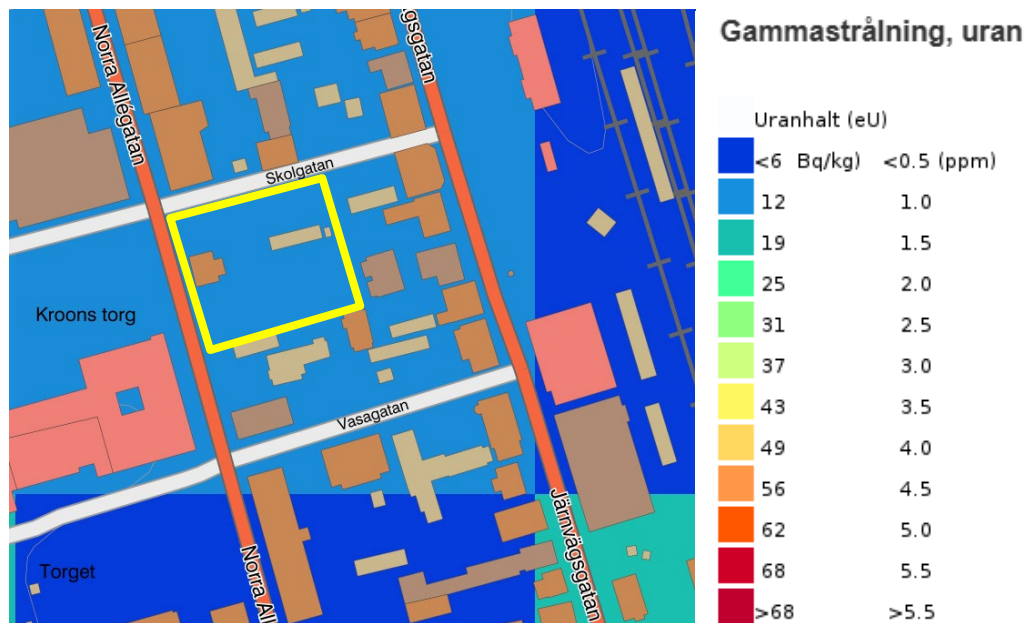 Norra Allégatan
gsgatan
Skolgatan
Kroons torg
Vasagatan
Torget
Norra Al
Järnvägsgatan
Gammastrålning, uran
Uranhalt (eU)
<6 Bq/kg) <0.5 (ppm)
12 1.0
19 1.5
25 2.0
31 2.5
37 3.0
43 3.5
49 4.0
56 4.5
62 5.0
68 5.5
>68 >5.5